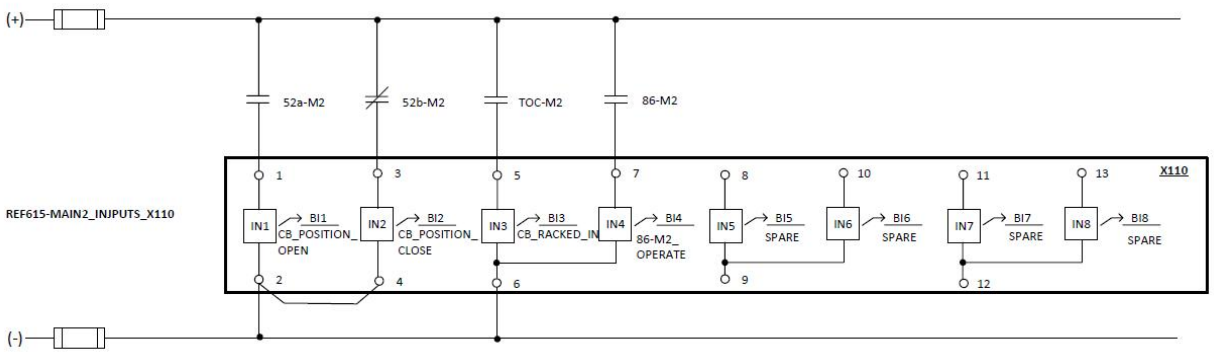 (+)
52a-M2
52b-M2
TOC-M2
86-M2
1
3
5
7
8
10
11
13
X110
REF615-MAIN2_INJPUTS_X110
IN1
BI1
CB_POSITION_
OPEN
IN2
BI2
CB_POSITION_
CLOSE
IN3
BI3
CB_RACKED_IN
IN4
BI4
86-M2_
OPERATE
IN5
BI5
SPARE
IN6
BI6
SPARE
IN7
BI7
SPARE
IN8
BI8
SPARE
2
4
6
9
12
(-)